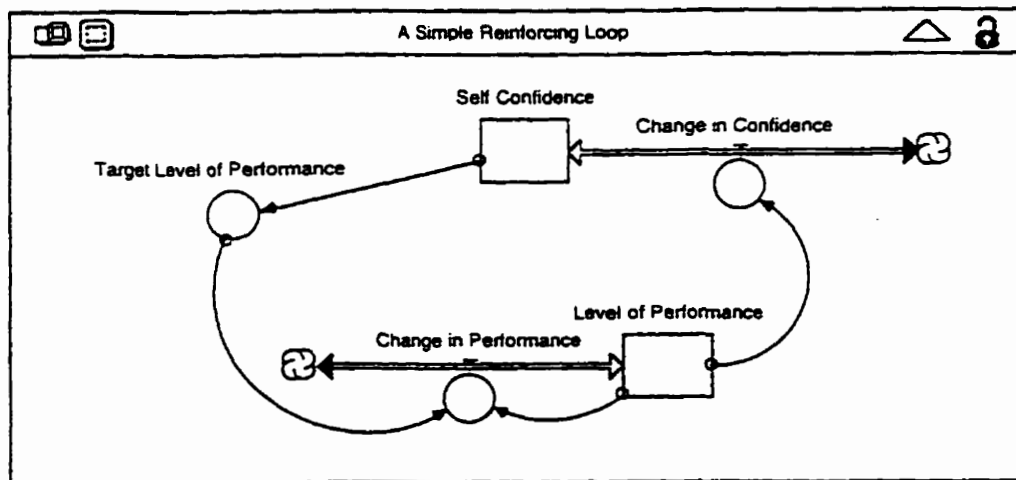 A Simple Reinforcing Loop
Self Confidence
Change in Confidence
Target Level of Performance
Level of Performance
Change in Performance